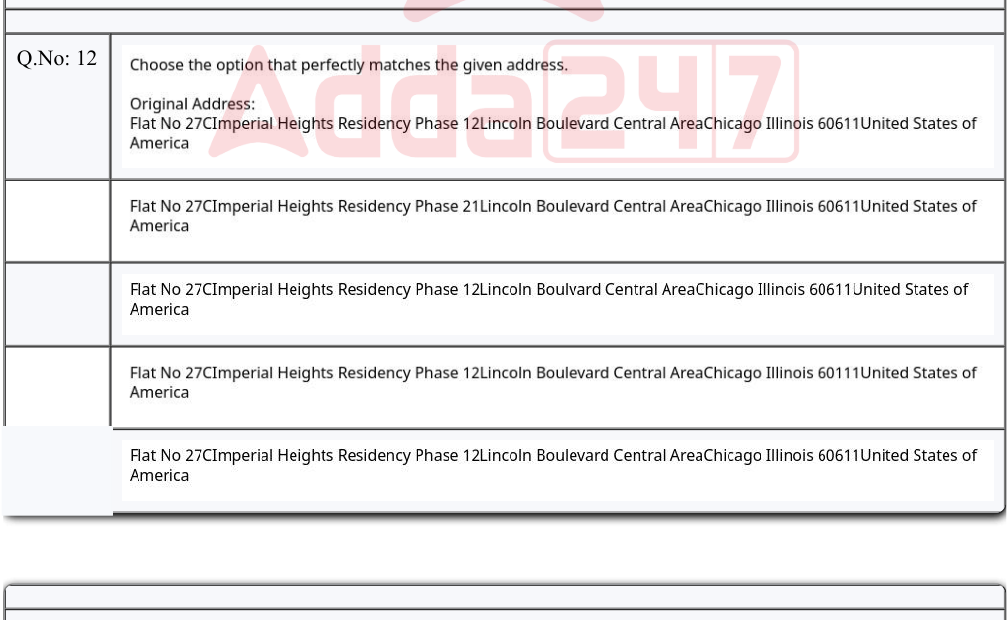 Q.No: 12
Choose the option that perfectly matches the given address.
Original Address:
Flat No 27CImperial Heights Residency Phase 12Lincoln Boulevard Central AreaChicago Illinois 60611United States of
America
Flat No 27CImperial Heights Residency Phase 21Lincoln Boulevard Central AreaChicago Illinois 60611United States of
America
Flat No 27CImperial Heights Residency Phase 12Lincoln Boulvard Central AreaChicago Illinois 60611United States of
America
Flat No 27CImperial Heights Residency Phase 12Lincoln Boulevard Central AreaChicago Illinois 60111United States of
America
Flat No 27CImperial Heights Residency Phase 12Lincoln Boulevard Central AreaChicago Illinois 60611United States of
America
Adda247